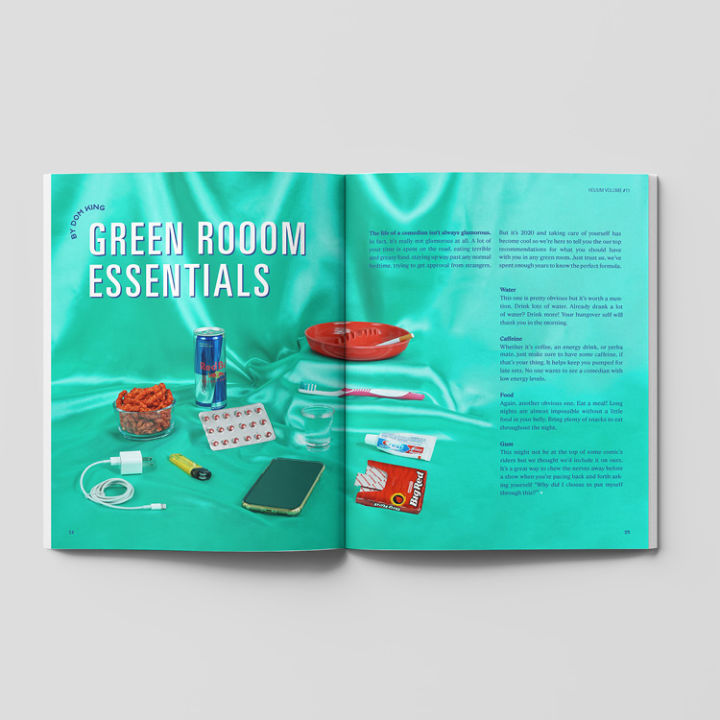 BY DOM KING
GREEN ROOOM
ESSENTIALS
Red Bull
HELIUM VOLUME #11
The life of a comedian isn't always glamorous.
In fact, it's really not glamorous at all. A lot of
your time is spent on the road, eating terrible
and greasy food, staying up way past any normal
bedtime, trying to get approval from strangers.
But it's 2020 and taking care of yourself has
become cool so we're here to tell you the our top
recommendations for what you should have
with you in any green room. Just trust us, we've
spent enough years to know the perfect formula.
Water
This one is pretty obvious but it's worth a men-
tion. Drink lots of water. Already drank a lot
of water? Drink more! Your hungover self will
thank you in the morning.
Caffeine
Whether it's coffee, an energy drink, or yerba
mate, just make sure to have some caffeine, if
that's your thing. It helps keep you pumped for
late sets. No one wants to see a comedian with
low energy levels.
Food
Again, another obvious one. Eat a meal! Long
nights are almost impossible without a little
food in your belly. Bring plenty of snacks to eat
throughout the night.
Gum
This might not be at the top of some comic's
riders but we thought we'd include it on ours.
It's a great way to chew the nerves away before
a show when you're pacing back and forth ask-
ing yourself "Why did I choose to put myself
through this?"
Crest
Big Red